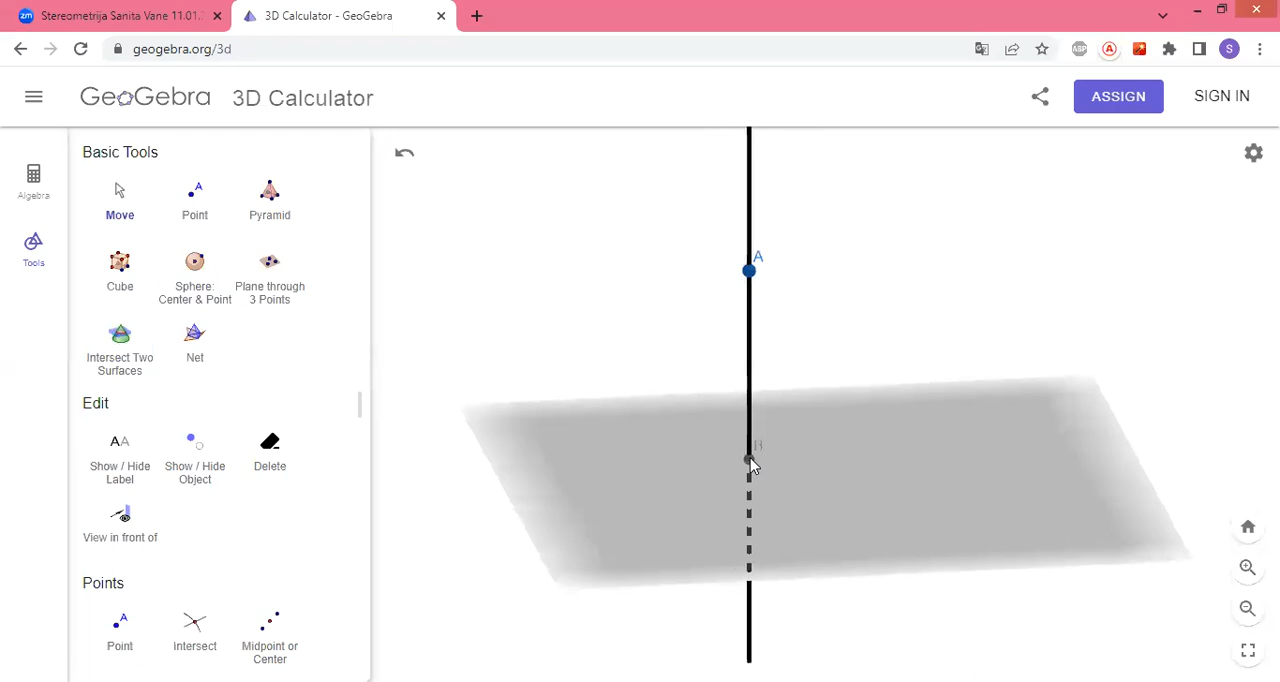 Stereometrija Sanita Vane 11.01.
3D Calculator - GeoGebra
geogebra.org/3d
ABP
A
S
GeoGebra
3D Calculator
ASSIGN
SIGN IN
Algebra
Tools
Basic Tools
Move
Point
Pyramid
Cube
Sphere:
Center & Point
Plane through
3 Points
Intersect Two
Surfaces
Net
Edit
AA
Show / Hide
Label
Show / Hide
Object
Delete
View in front of
Points
A
Point
Intersect
Midpoint or
Center
A
B